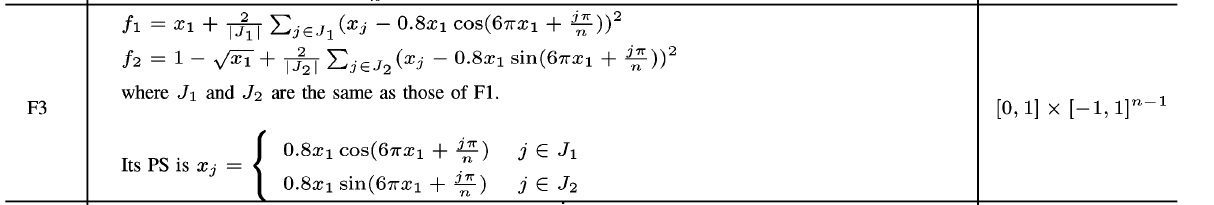 f₁ = x₁ + 2/|J₁| ∑_{j∈J₁} (x_j − 0.8x₁ cos(6πx₁ + jπ/n))²
f₂ = 1 − √x₁ + 2/|J₂| ∑_{j∈J₂} (x_j − 0.8x₁ sin(6πx₁ + jπ/n))²
where J₁ and J₂ are the same as those of F1.
F3
[0, 1] × [−1, 1]ⁿ⁻¹
Its PS is x_j = {
0.8x₁ cos(6πx₁ + jπ/n) j ∈ J₁
0.8x₁ sin(6πx₁ + jπ/n) j ∈ J₂